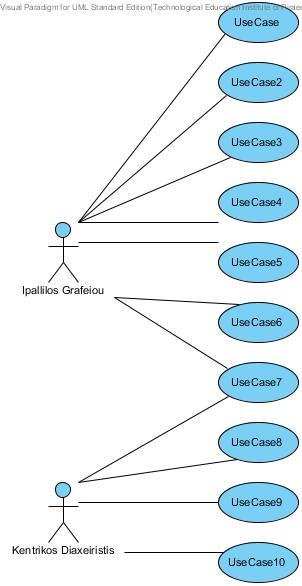 Visual Paradigm for UML Standard Edition(Technological Education Institute of
UseCase
UseCase2
UseCase3
UseCase4
UseCase5
Ipallilos Grafeiou
UseCase6
UseCase7
UseCase8
UseCase9
Kentrikos Diaxeiristis
UseCase10